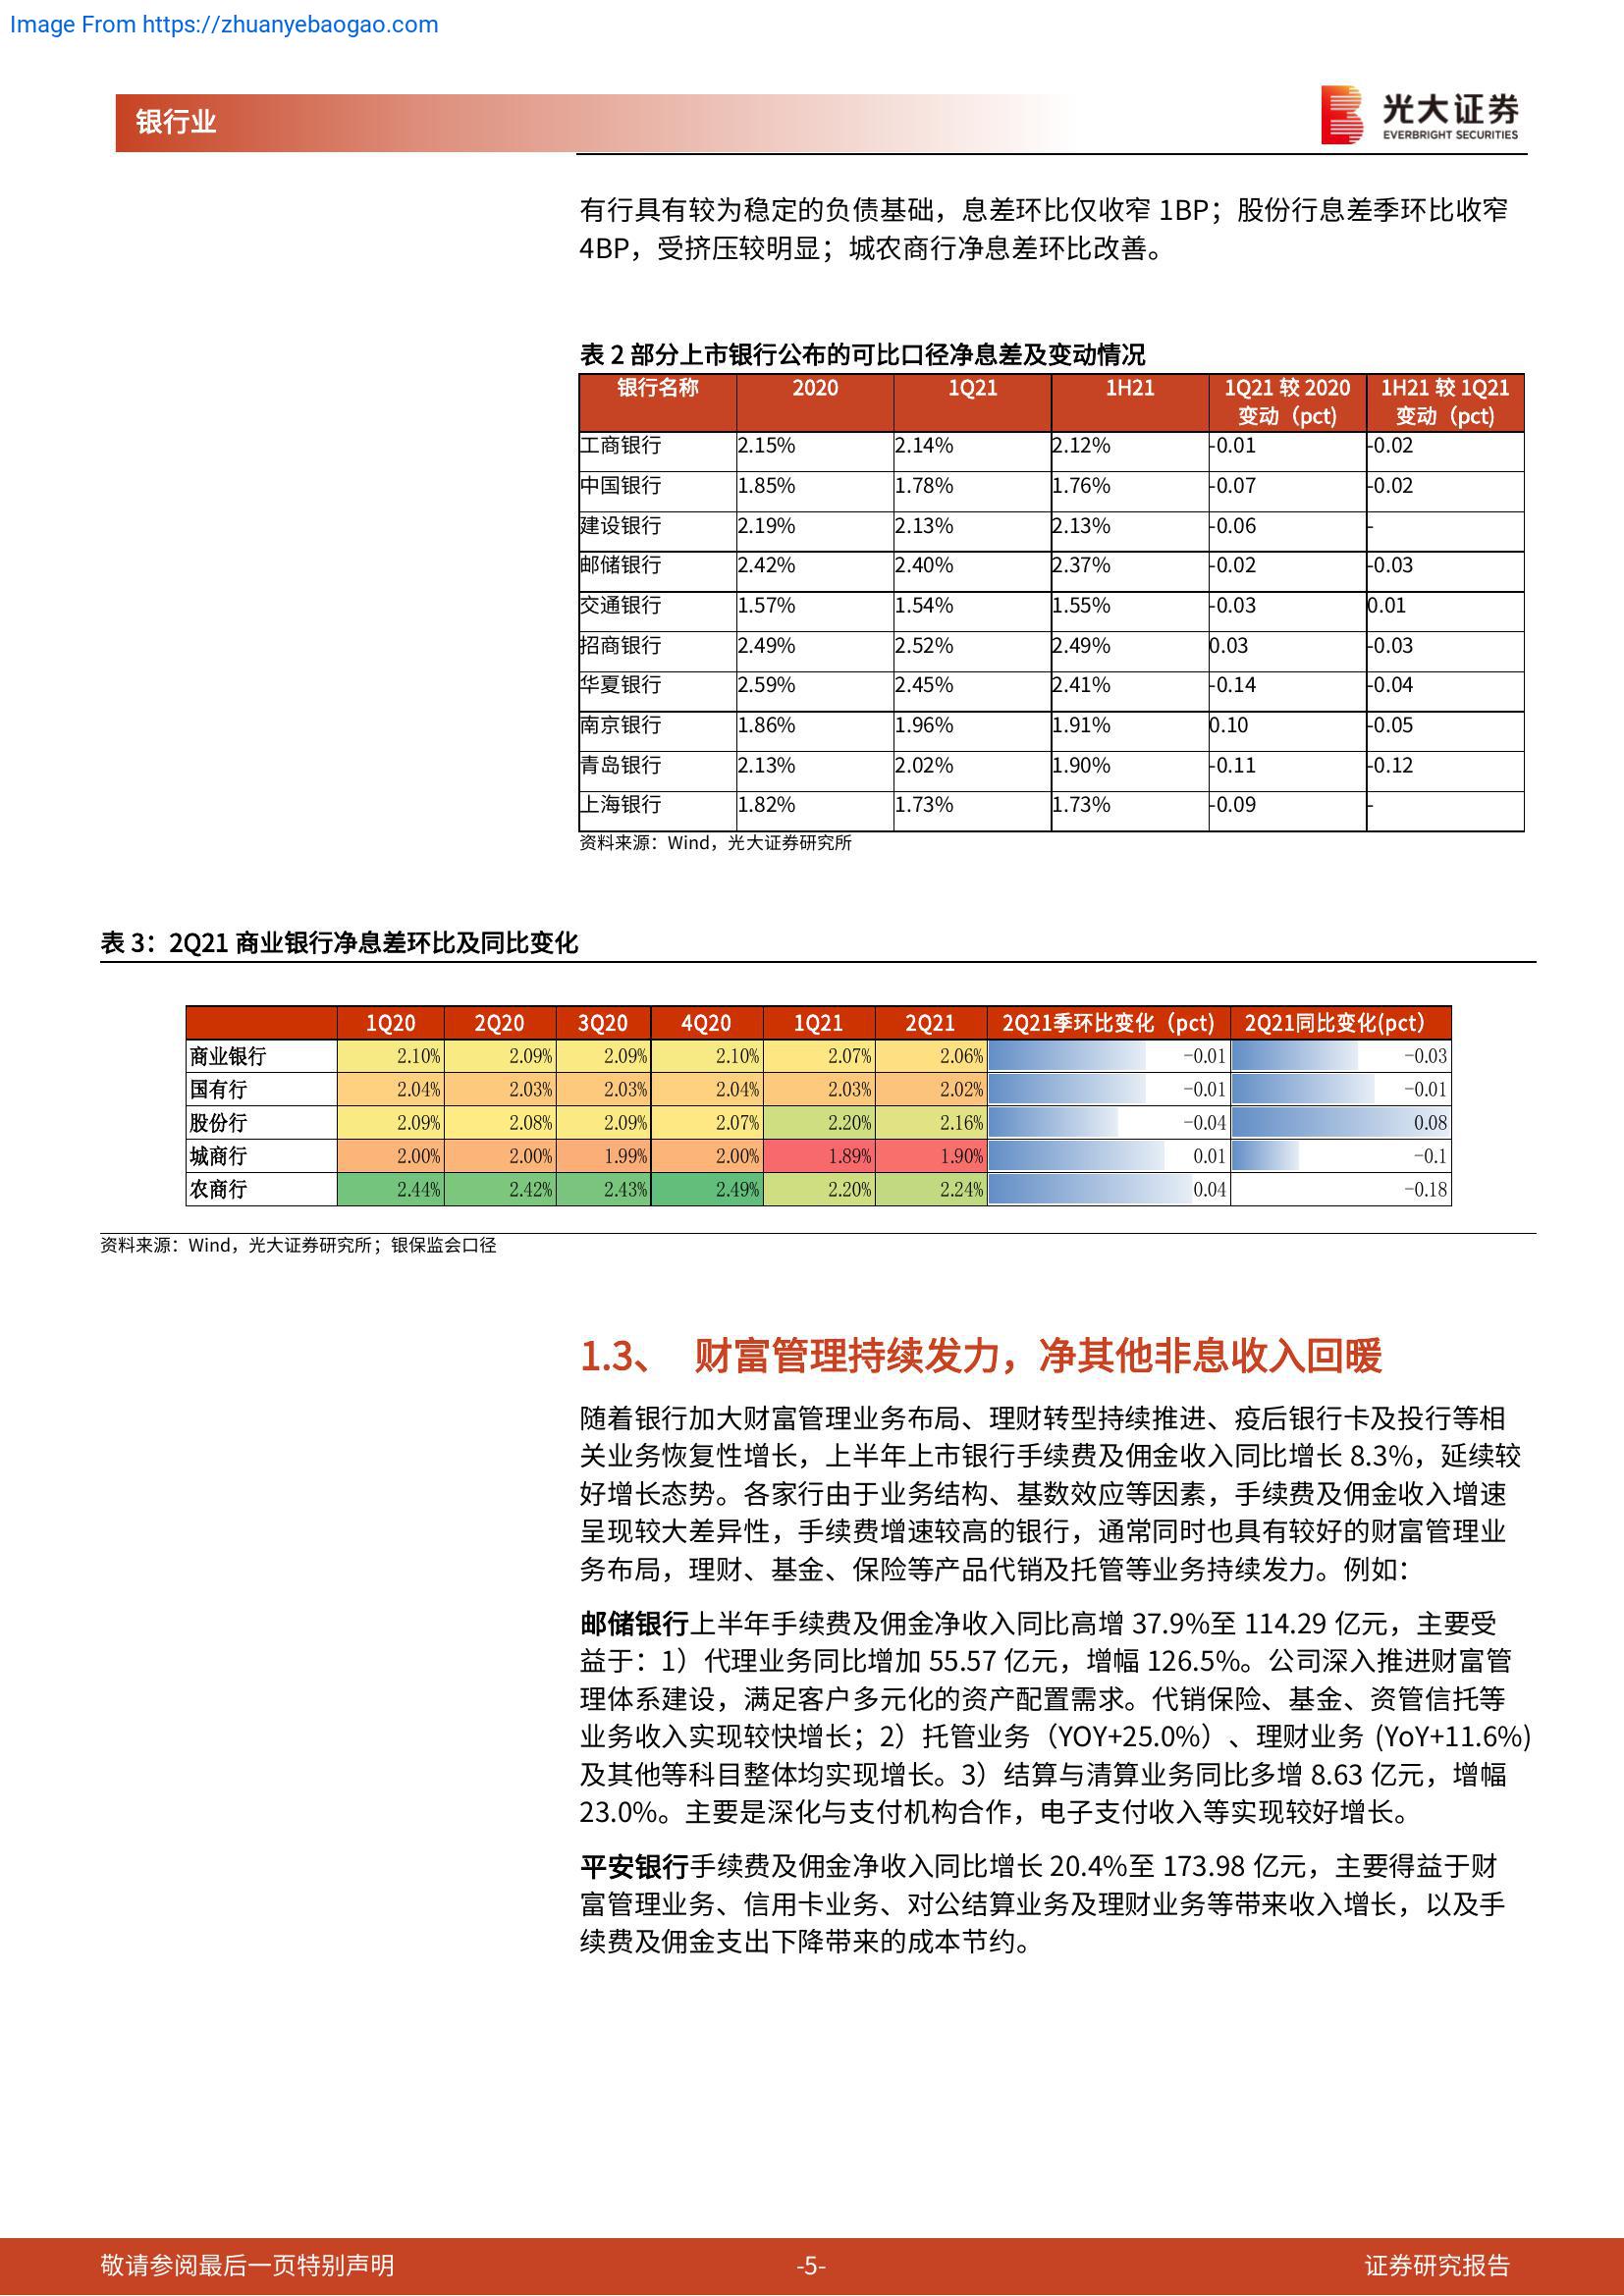 Image From https://zhuanyebaogao.com
银行业
光大证券
EVERBRIGHT SECURITIES
有行具有较为稳定的负债基础，息差环比仅收窄 1BP；股份行息差季环比收窄
4BP，受挤压较明显；城农商行净息差环比改善。
表 2 部分上市银行公布的可比口径净息差及变动情况
银行名称 2020 1Q21 1H21 1Q21 较 2020 1H21 较 1Q21
变动（pct) 变动（pct)
工商银行 2.15% 2.14% 2.12% -0.01 -0.02
中国银行 1.85% 1.78% 1.76% -0.07 -0.02
建设银行 2.19% 2.13% 2.13% -0.06 -
邮储银行 2.42% 2.40% 2.37% -0.02 -0.03
交通银行 1.57% 1.54% 1.55% -0.03 0.01
招商银行 2.49% 2.52% 2.49% 0.03 -0.03
华夏银行 2.59% 2.45% 2.41% -0.14 -0.04
南京银行 1.86% 1.96% 1.91% 0.10 -0.05
青岛银行 2.13% 2.02% 1.90% -0.11 -0.12
上海银行 1.82% 1.73% 1.73% -0.09 -
资料来源：Wind，光大证券研究所
表 3：2Q21 商业银行净息差环比及同比变化
1Q20 2Q20 3Q20 4Q20 1Q21 2Q21 2Q21季环比变化（pct) 2Q21同比变化(pct）
商业银行 2.10% 2.09% 2.09% 2.10% 2.07% 2.06% -0.01 -0.03
国有行 2.04% 2.03% 2.03% 2.04% 2.03% 2.02% -0.01 -0.01
股份行 2.09% 2.08% 2.09% 2.07% 2.20% 2.16% -0.04 0.08
城商行 2.00% 2.00% 1.99% 2.00% 1.89% 1.90% 0.01 -0.1
农商行 2.44% 2.42% 2.43% 2.49% 2.20% 2.24% 0.04 -0.18
资料来源：Wind，光大证券研究所；银保监会口径
1.3、 财富管理持续发力，净其他非息收入回暖
随着银行加大财富管理业务布局、理财转型持续推进、疫后银行卡及投行等相
关业务恢复性增长，上半年上市银行手续费及佣金收入同比增长 8.3%，延续较
好增长态势。各家行由于业务结构、基数效应等因素，手续费及佣金收入增速
呈现较大差异性，手续费增速较高的银行，通常同时也具有较好的财富管理业
务布局，理财、基金、保险等产品代销及托管等业务持续发力。例如：
邮储银行上半年手续费及佣金净收入同比高增 37.9%至 114.29 亿元，主要受
益于：1）代理业务同比增加 55.57 亿元，增幅 126.5%。公司深入推进财富管
理体系建设，满足客户多元化的资产配置需求。代销保险、基金、资管信托等
业务收入实现较快增长；2）托管业务（YOY+25.0%）、理财业务 (YoY+11.6%)
及其他等科目整体均实现增长。3）结算与清算业务同比多增 8.63 亿元，增幅
23.0%。主要是深化与支付机构合作，电子支付收入等实现较好增长。
平安银行手续费及佣金净收入同比增长 20.4%至 173.98 亿元，主要得益于财
富管理业务、信用卡业务、对公结算业务及理财业务等带来收入增长，以及手
续费及佣金支出下降带来的成本节约。
敬请参阅最后一页特别声明 -5- 证券研究报告